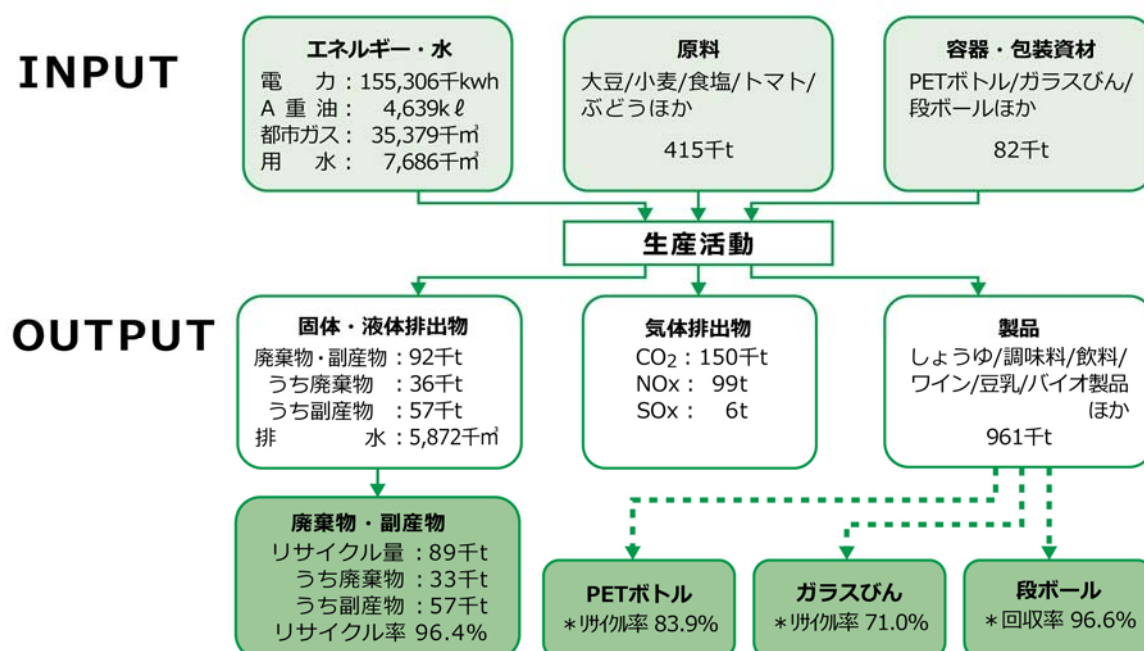 INPUT
エネルギー・水
電　力：155,306千kwh
A 重 油： 4,639kℓ
都市ガス： 35,379千㎥
用　水： 7,686千㎥
原料
大豆/小麦/食塩/トマト/
ぶどうほか
415千t
容器・包装資材
PETボトル/ガラスびん/
段ボールほか
82千t
生産活動
OUTPUT
固体・液体排出物
廃棄物・副産物：92千t
うち廃棄物：36千t
うち副産物：57千t
排　水：5,872千㎥
気体排出物
CO₂：150千t
NOx： 99t
SOx： 6t
製品
しょうゆ/調味料/飲料/
ワイン/豆乳/バイオ製品
ほか
961千t
廃棄物・副産物
リサイクル量：89千t
うち廃棄物：33千t
うち副産物：57千t
リサイクル率 96.4%
PETボトル
＊リサイクル率 83.9%
ガラスびん
＊リサイクル率 71.0%
段ボール
＊回収率 96.6%